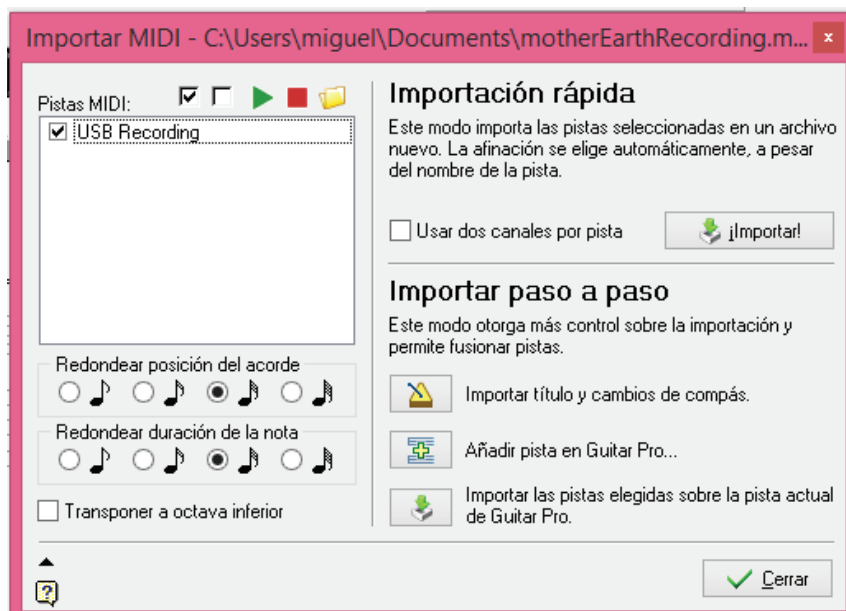 Importar MIDI - C:\Users\miguel\Documents\motherEarthRecording.m...
x
Pistas MIDI:
USB Recording
Redondear posición del acorde
Redondear duración de la nota
Transponer a octava inferior
Importación rápida
Este modo importa las pistas seleccionadas en un archivo
nuevo. La afinación se elige automáticamente, a pesar
del nombre de la pista.
Usar dos canales por pista
¡Importar!
Importar paso a paso
Este modo otorga más control sobre la importación y
permite fusionar pistas.
Importar título y cambios de compás.
Añadir pista en Guitar Pro...
Importar las pistas elegidas sobre la pista actual
de Guitar Pro.
?
Cerrar